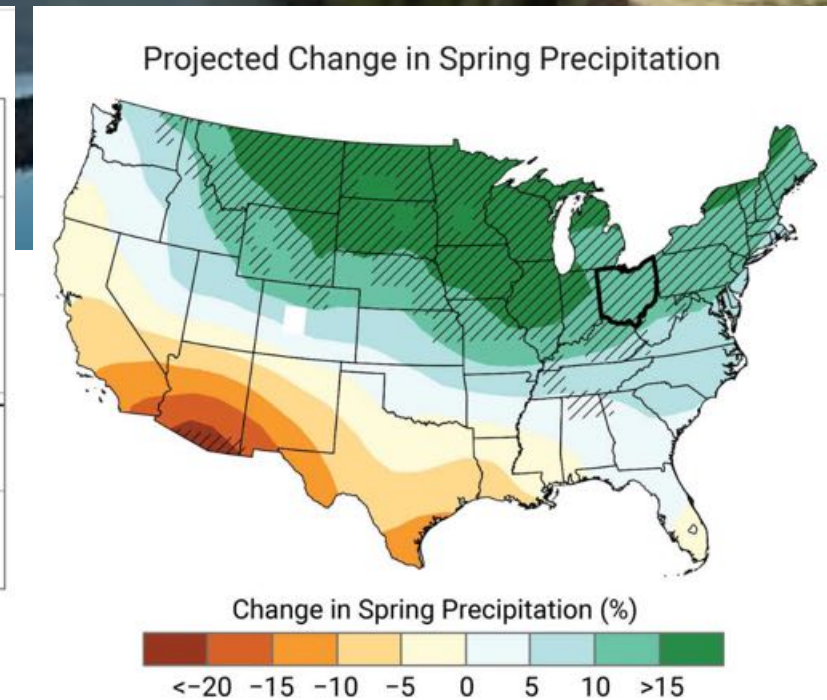 Projected Change in Spring Precipitation
Change in Spring Precipitation (%)
<−20 −15 −10 −5 0 5 10 >15